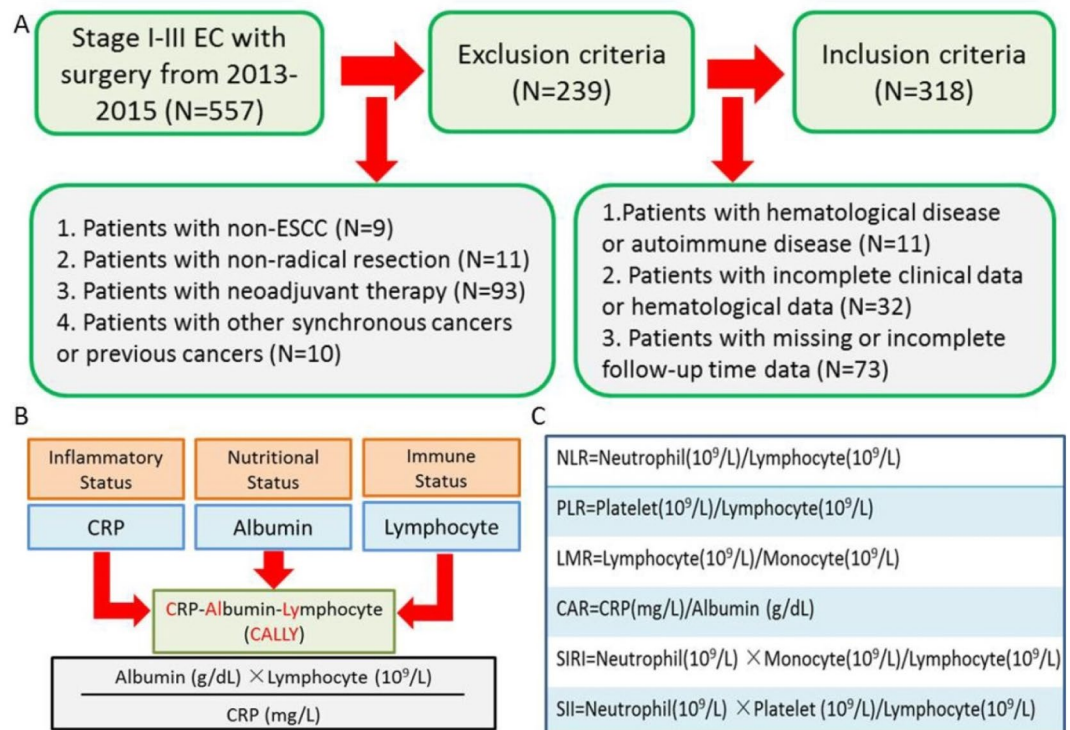 A
Stage I-III EC with
surgery from 2013-
2015 (N=557)
Exclusion criteria
(N=239)
Inclusion criteria
(N=318)
1. Patients with non-ESCC (N=9)
2. Patients with non-radical resection (N=11)
3. Patients with neoadjuvant therapy (N=93)
4. Patients with other synchronous cancers
or previous cancers (N=10)
1.Patients with hematological disease
or autoimmune disease (N=11)
2. Patients with incomplete clinical data
or hematological data (N=32)
3. Patients with missing or incomplete
follow-up time data (N=73)
B
Inflammatory
Status
Nutritional
Status
Immune
Status
CRP
Albumin
Lymphocyte
CRP-Albumin-Lymphocyte
(CALLY)
Albumin (g/dL) ×Lymphocyte (10⁹/L)
CRP (mg/L)
C
NLR=Neutrophil(10⁹/L)/Lymphocyte(10⁹/L)
PLR=Platelet(10⁹/L)/Lymphocyte(10⁹/L)
LMR=Lymphocyte(10⁹/L)/Monocyte(10⁹/L)
CAR=CRP(mg/L)/Albumin (g/dL)
SIRI=Neutrophil(10⁹/L) ×Monocyte(10⁹/L)/Lymphocyte(10⁹/L)
SII=Neutrophil(10⁹/L) ×Platelet (10⁹/L)/Lymphocyte(10⁹/L)